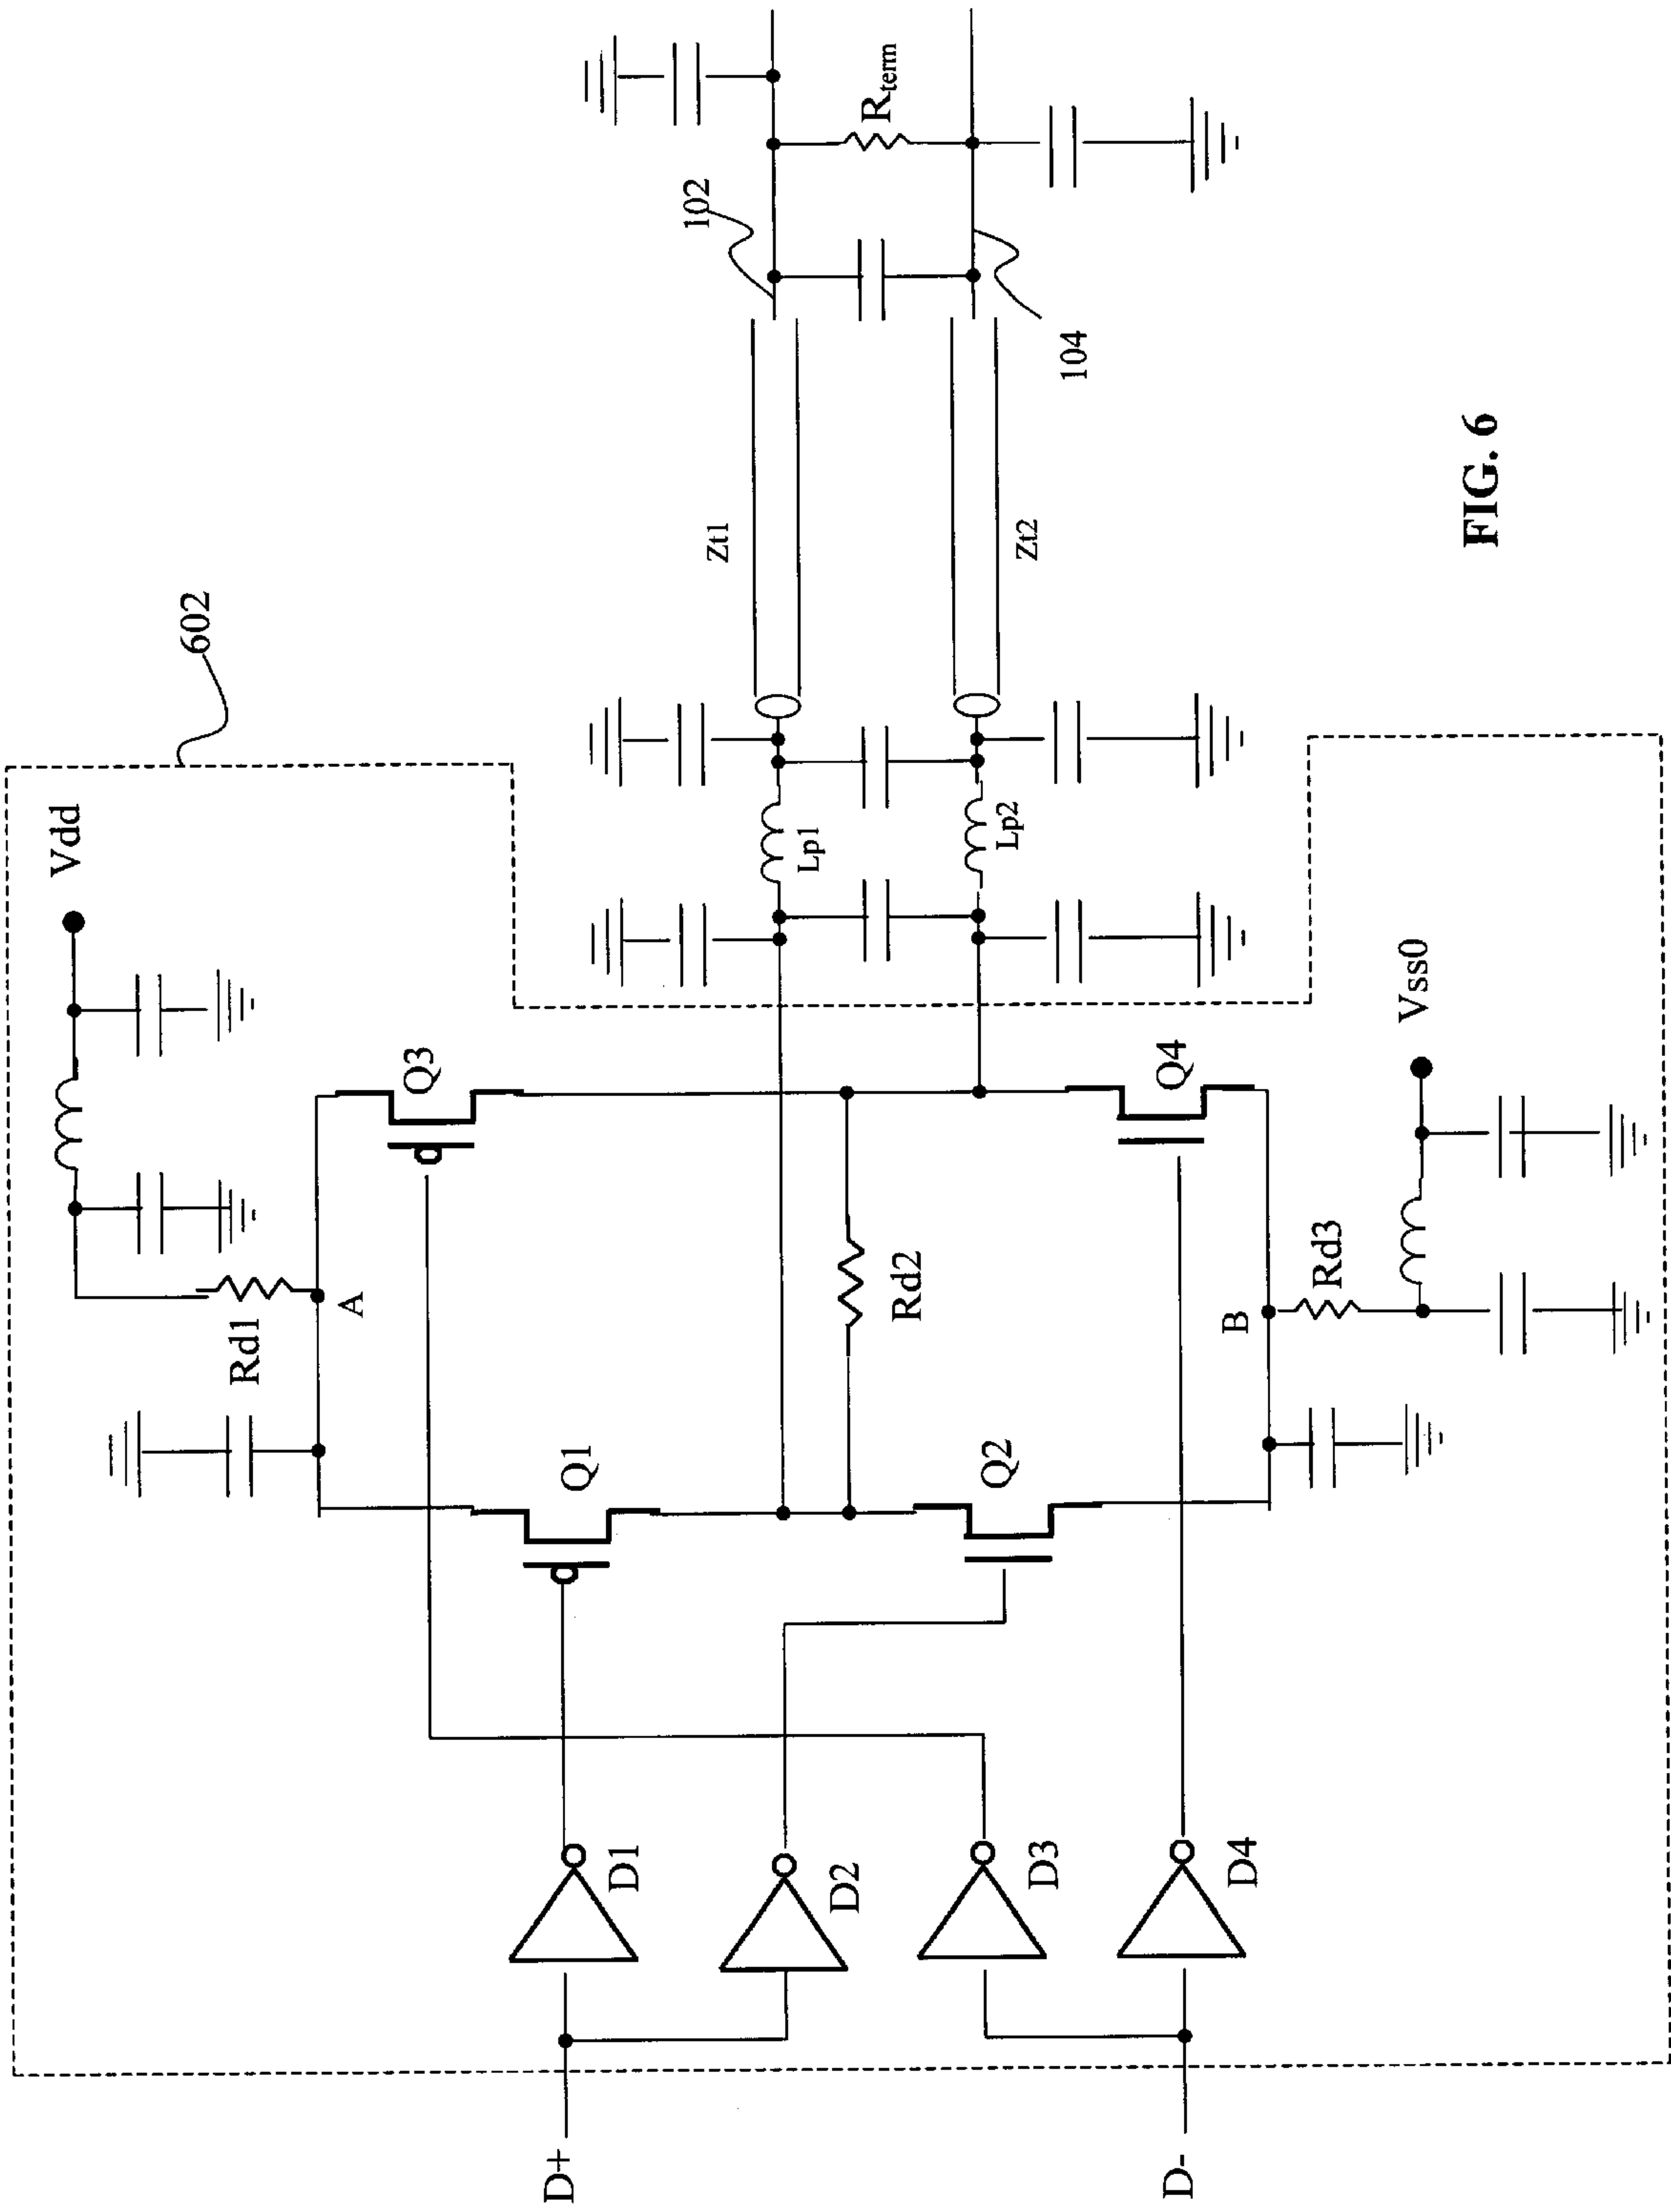 602
Vdd
Rd1
A
Q3
Q1
Rd2
Q2
Q4
B
Rd3
Vss0
D+
D1
D2
D3
D4
D-
Lp1
Lp2
Zt1
Zt2
102
104
Rterm
FIG. 6